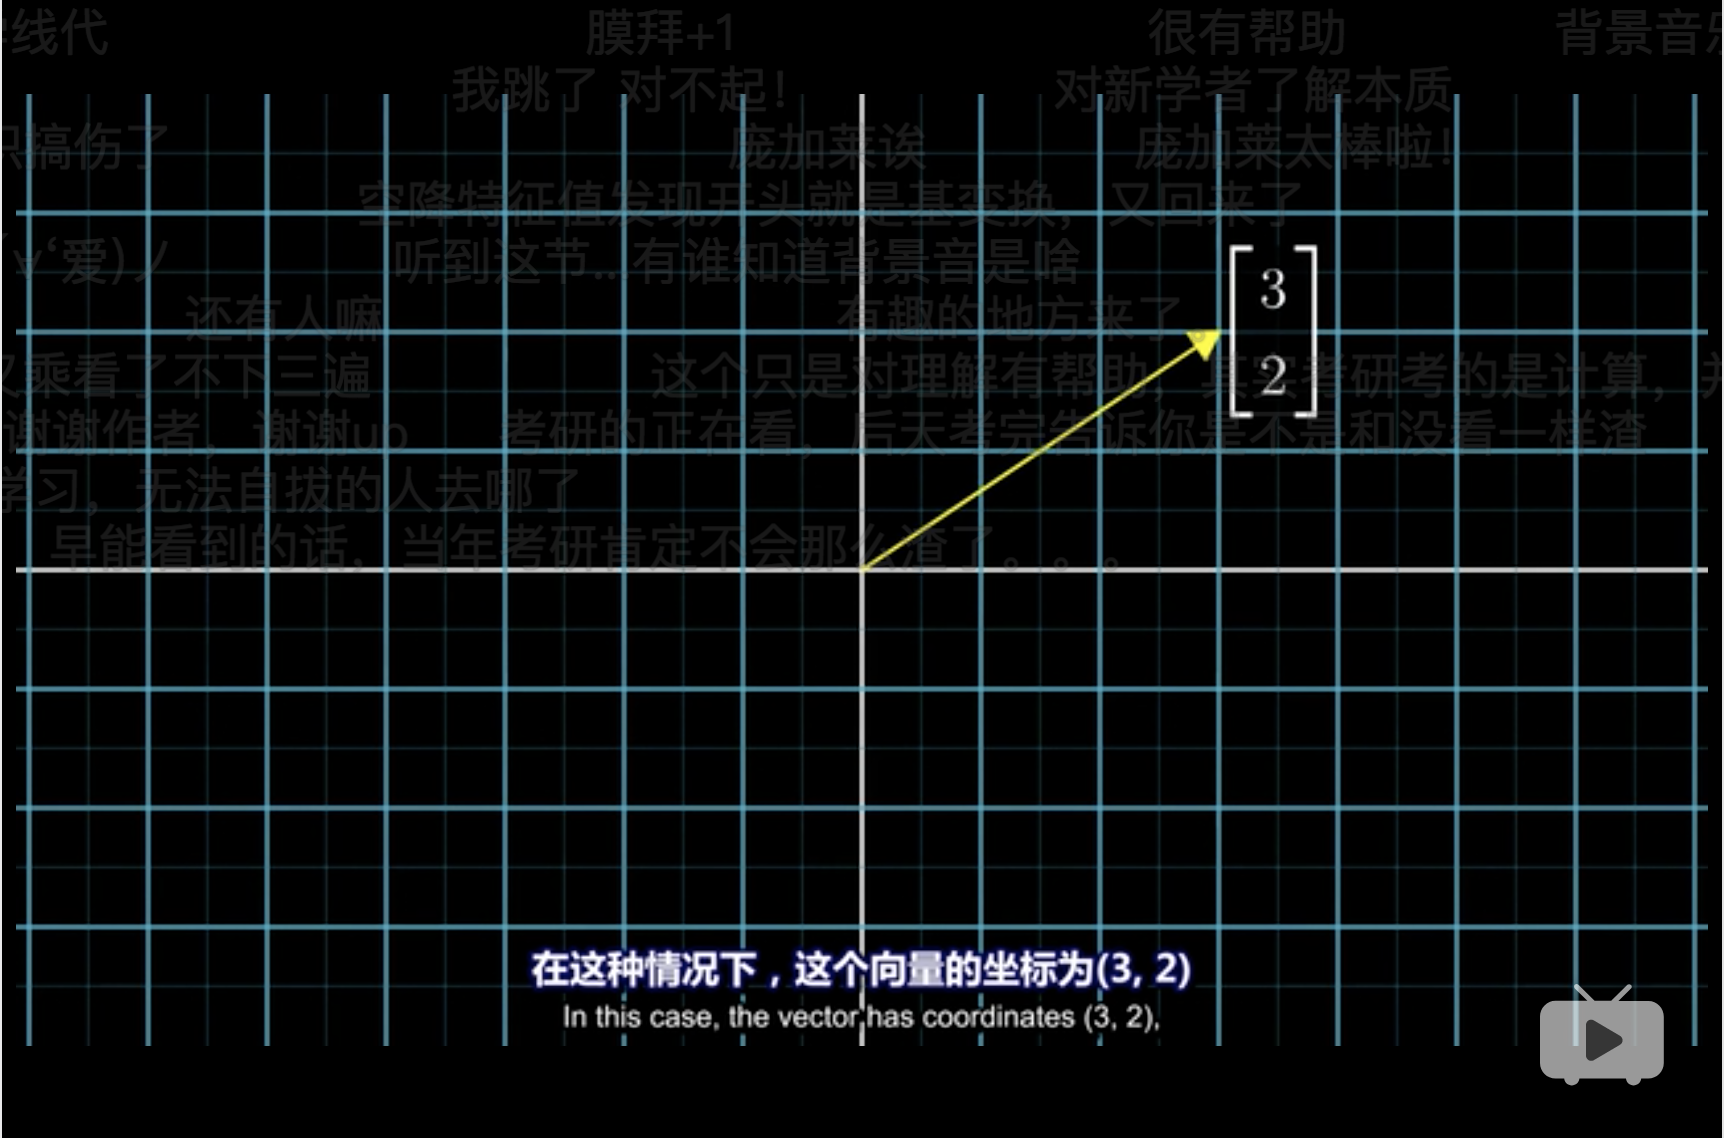 线代 膜拜+1 很有帮助 背景音
我跳了 对不起！ 对新学者了解本质
搞伤了 庞加莱诶 庞加莱太棒啦！
空降特征值发现开头就是基变换，又回来了
∀‘爱)ノ 听到这节...有谁知道背景音是啥
还有人嘛 有趣的地方来了
3
乘看了不下三遍 这个只是对理解有帮助，其实考研考的是计算，
2
谢谢作者，谢谢up 考研的正在看，后天考完告诉你是不是和没看一样渣
学习，无法自拔的人去哪了
早能看到的话，当年考研肯定不会那么渣了。。。
在这种情况下，这个向量的坐标为(3, 2)
In this case, the vector has coordinates (3, 2),